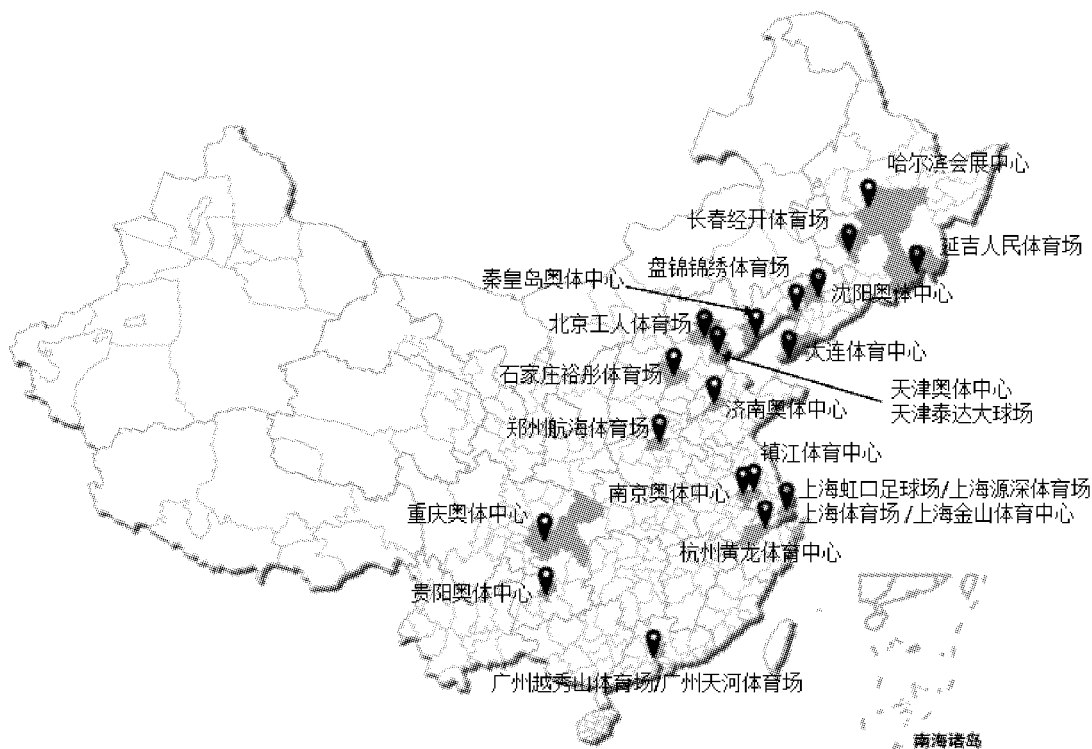 哈尔滨会展中心
长春经开体育场
延吉人民体育场
盘锦锦绣体育场
秦皇岛奥体中心
沈阳奥体中心
北京工人体育场
大连体育中心
石家庄裕彤体育场
天津奥体中心
天津泰达大球场
济南奥体中心
郑州航海体育场
镇江体育中心
南京奥体中心
上海虹口足球场/上海源深体育场
上海体育场 /上海金山体育中心
重庆奥体中心
杭州黄龙体育中心
贵阳奥体中心
广州越秀山体育场/广州天河体育场
南海诸岛